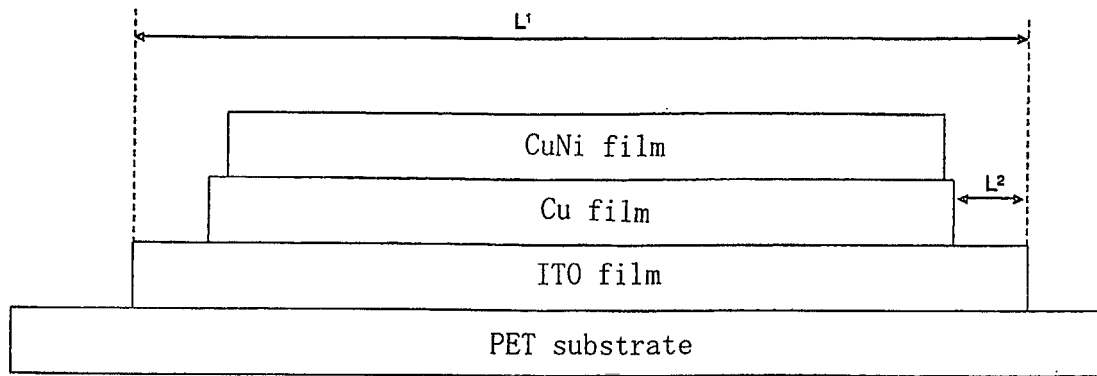 L¹
CuNi film
L²
Cu film
ITO film
PET substrate